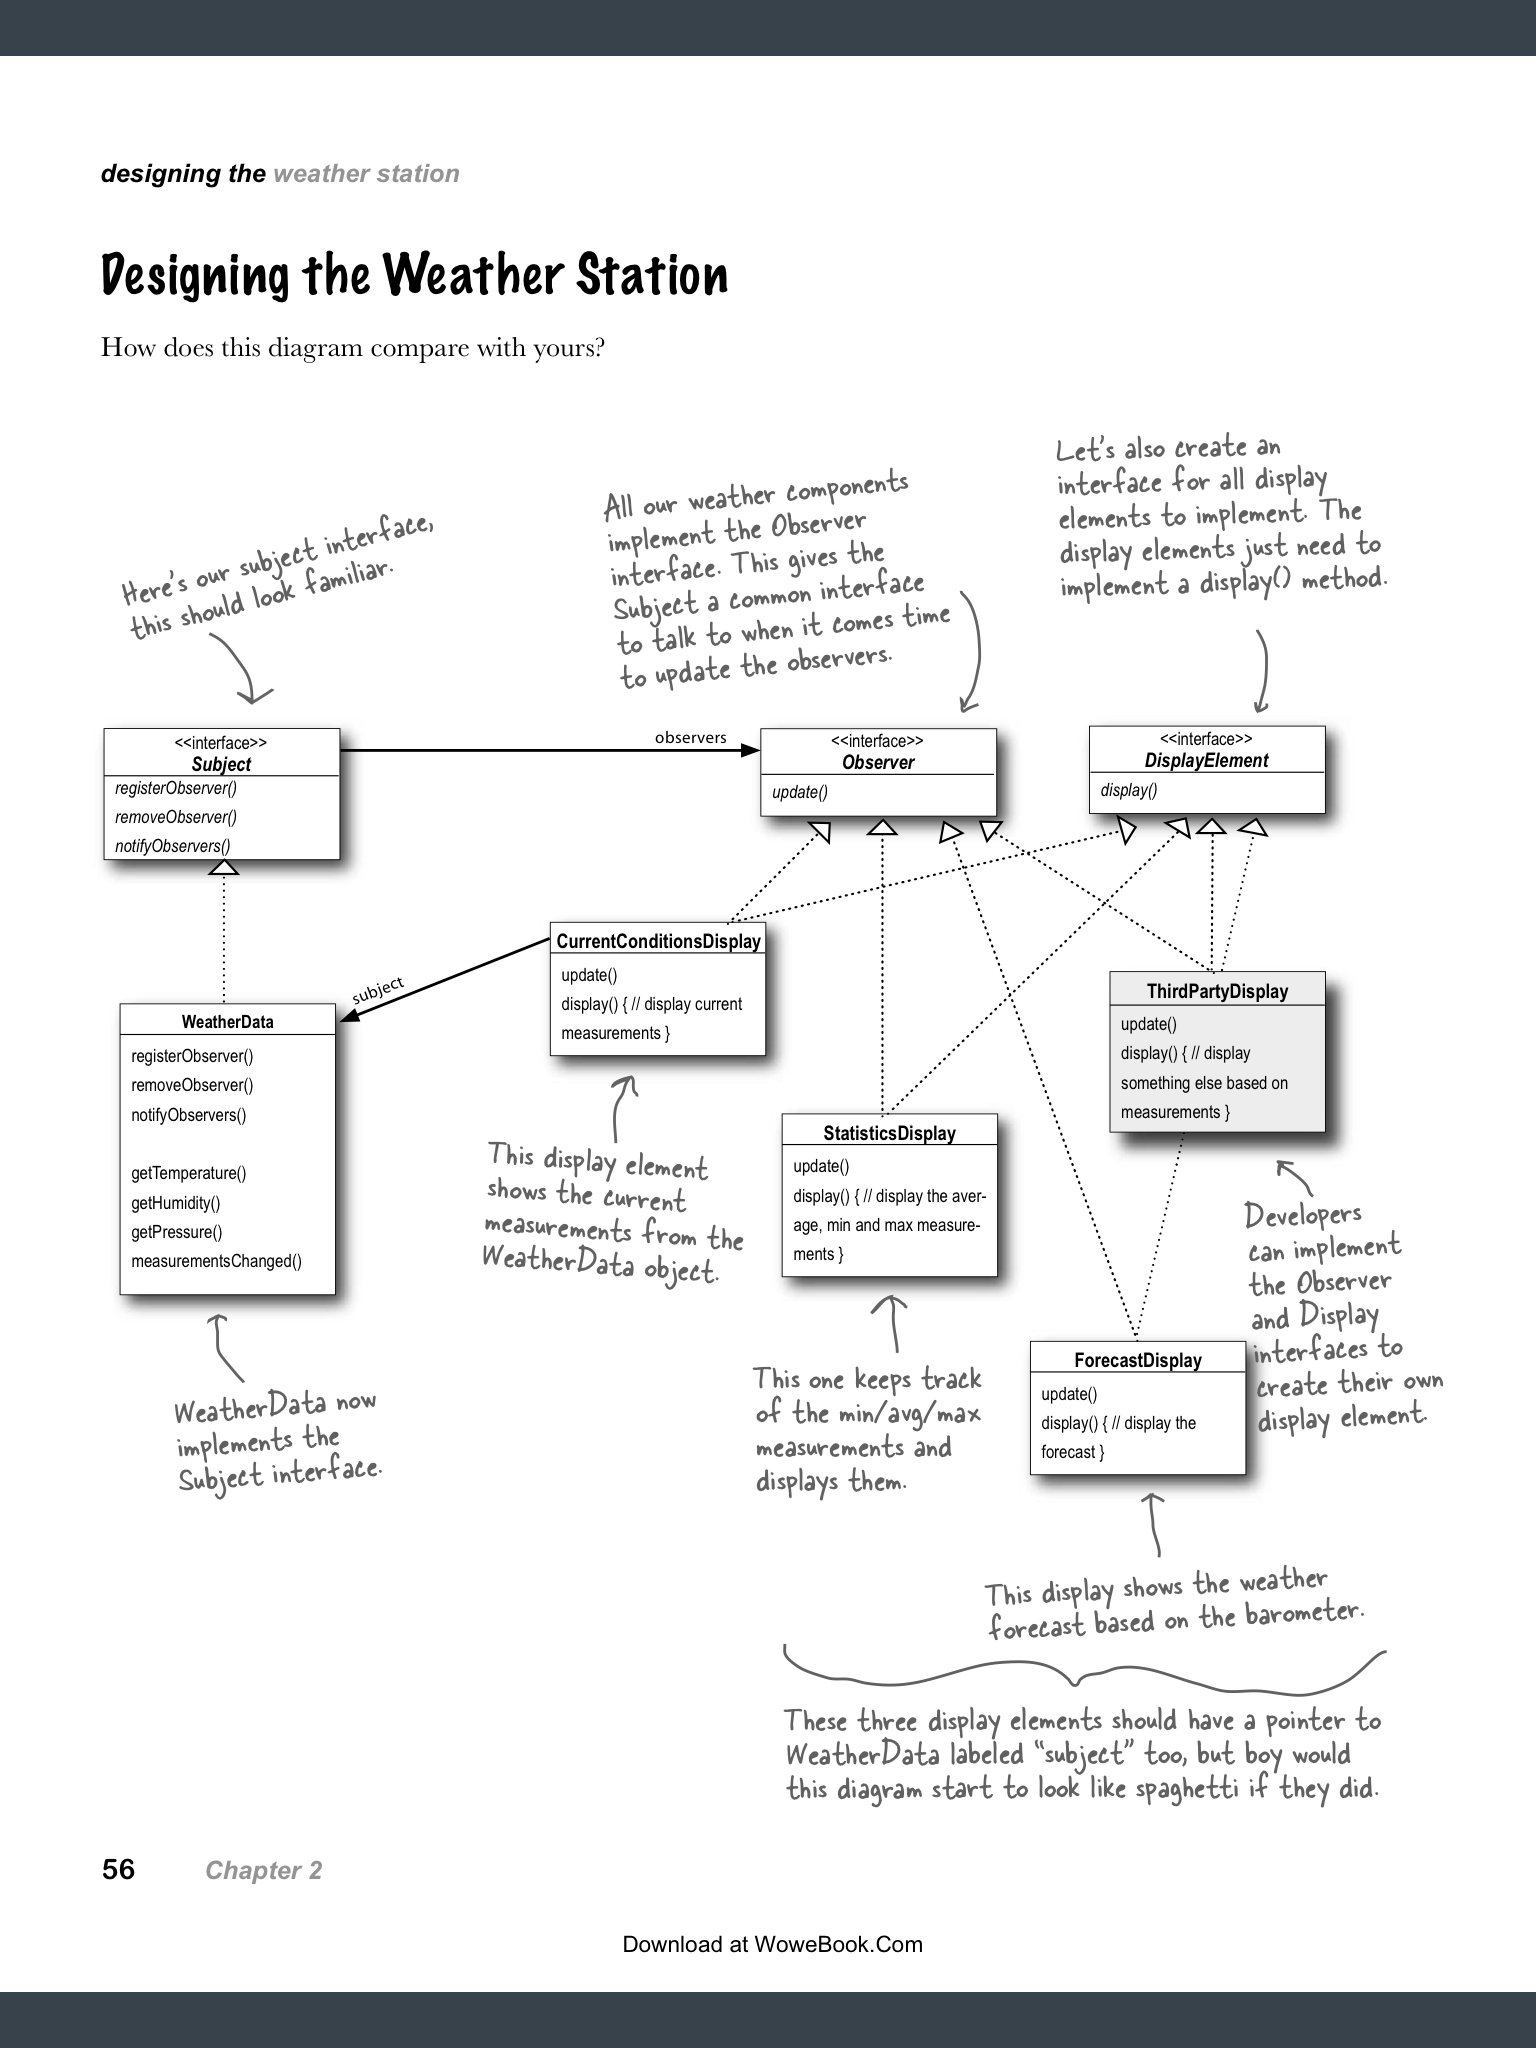 designing the weather station
Designing the Weather Station
How does this diagram compare with yours?
Here's our subject interface,
this should look familiar.
All our weather components
implement the Observer
interface. This gives the
Subject a common interface
to talk to when it comes time
to update the observers.
Let's also create an
interface for all display
elements to implement. The
display elements just need to
implement a display() method.
<<interface>>
Subject
registerObserver()
removeObserver()
notifyObservers()
observers
<<interface>>
Observer
update()
<<interface>>
DisplayElement
display()
CurrentConditionsDisplay
update()
display() { // display current
measurements }
subject
WeatherData
registerObserver()
removeObserver()
notifyObservers()
getTemperature()
getHumidity()
getPressure()
measurementsChanged()
ThirdPartyDisplay
update()
display() { // display
something else based on
measurements }
StatisticsDisplay
update()
display() { // display the aver-
age, min and max measure-
ments }
This display element
shows the current
measurements from the
WeatherData object.
Developers
can implement
the Observer
and Display
interfaces to
create their own
display element.
ForecastDisplay
update()
display() { // display the
forecast }
WeatherData now
implements the
Subject interface.
This one keeps track
of the min/avg/max
measurements and
displays them.
This display shows the weather
forecast based on the barometer.
These three display elements should have a pointer to
WeatherData labeled “subject” too, but boy would
this diagram start to look like spaghetti if they did.
56 Chapter 2
Download at WoweBook.Com